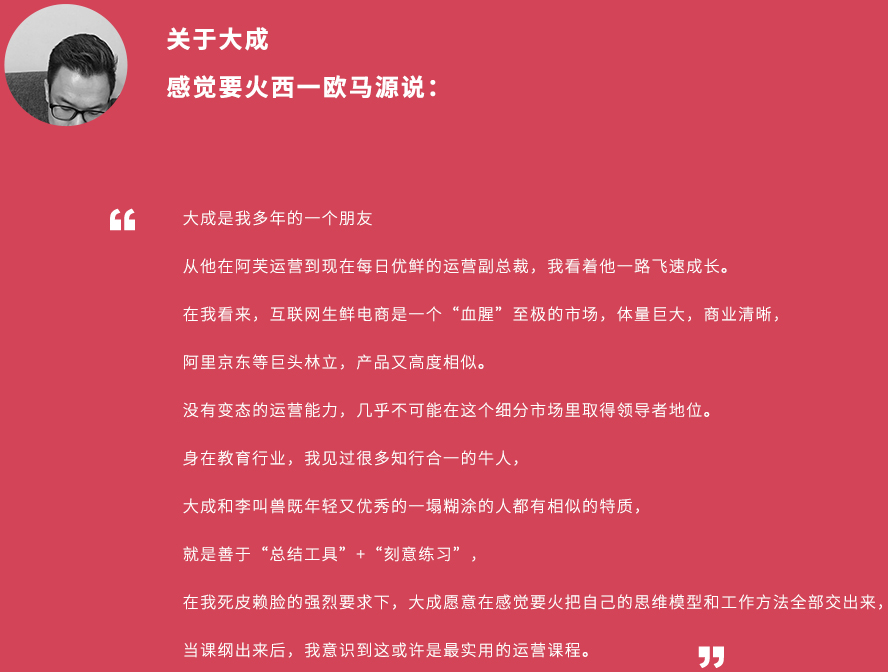 关于大成
感觉要火西一欧马源说：
“
大成是我多年的一个朋友
从他在阿芙运营到现在每日优鲜的运营副总裁，我看着他一路飞速成长。
在我看来，互联网生鲜电商是一个“血腥”至极的市场，体量巨大，商业清晰，
阿里京东等巨头林立，产品又高度相似。
没有变态的运营能力，几乎不可能在这个细分市场里取得领导者地位。
身在教育行业，我见过很多知行合一的牛人，
大成和李叫兽既年轻又优秀的一塌糊涂的人都有相似的特质，
就是善于“总结工具”+“刻意练习”，
在我死皮赖脸的强烈要求下，大成愿意在感觉要火把自己的思维模型和工作方法全部交出来，
当课纲出来后，我意识到这或许是最实用的运营课程。
”